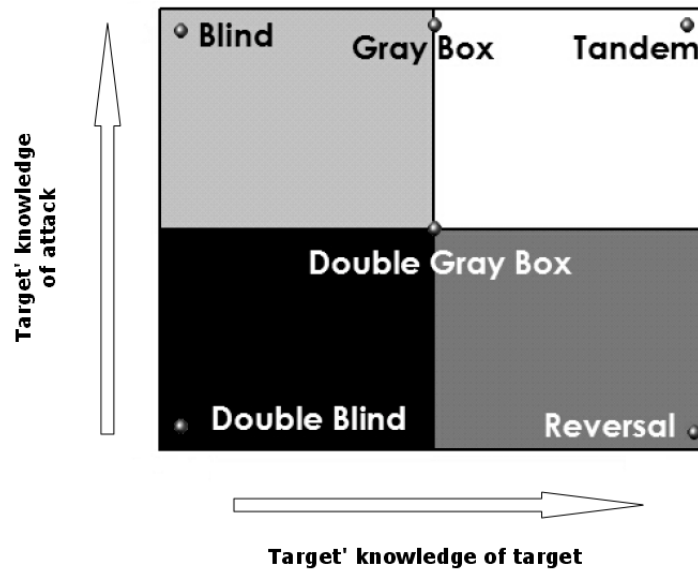 Blind
Gray Box
Tandem
Target' knowledge
of attack
Double Gray Box
Double Blind
Reversal
Target' knowledge of target